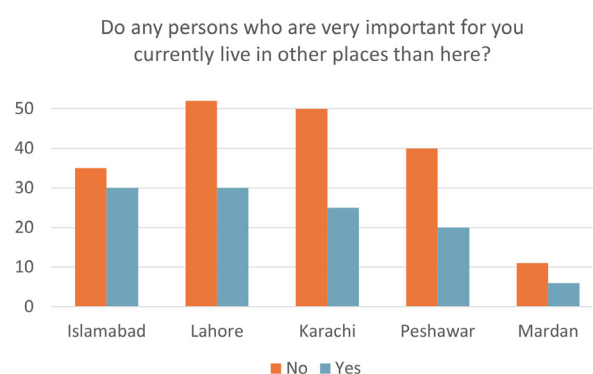 Do any persons who are very important for you
currently live in other places than here?
50
40
30
20
10
0
Islamabad Lahore Karachi Peshawar Mardan
No Yes